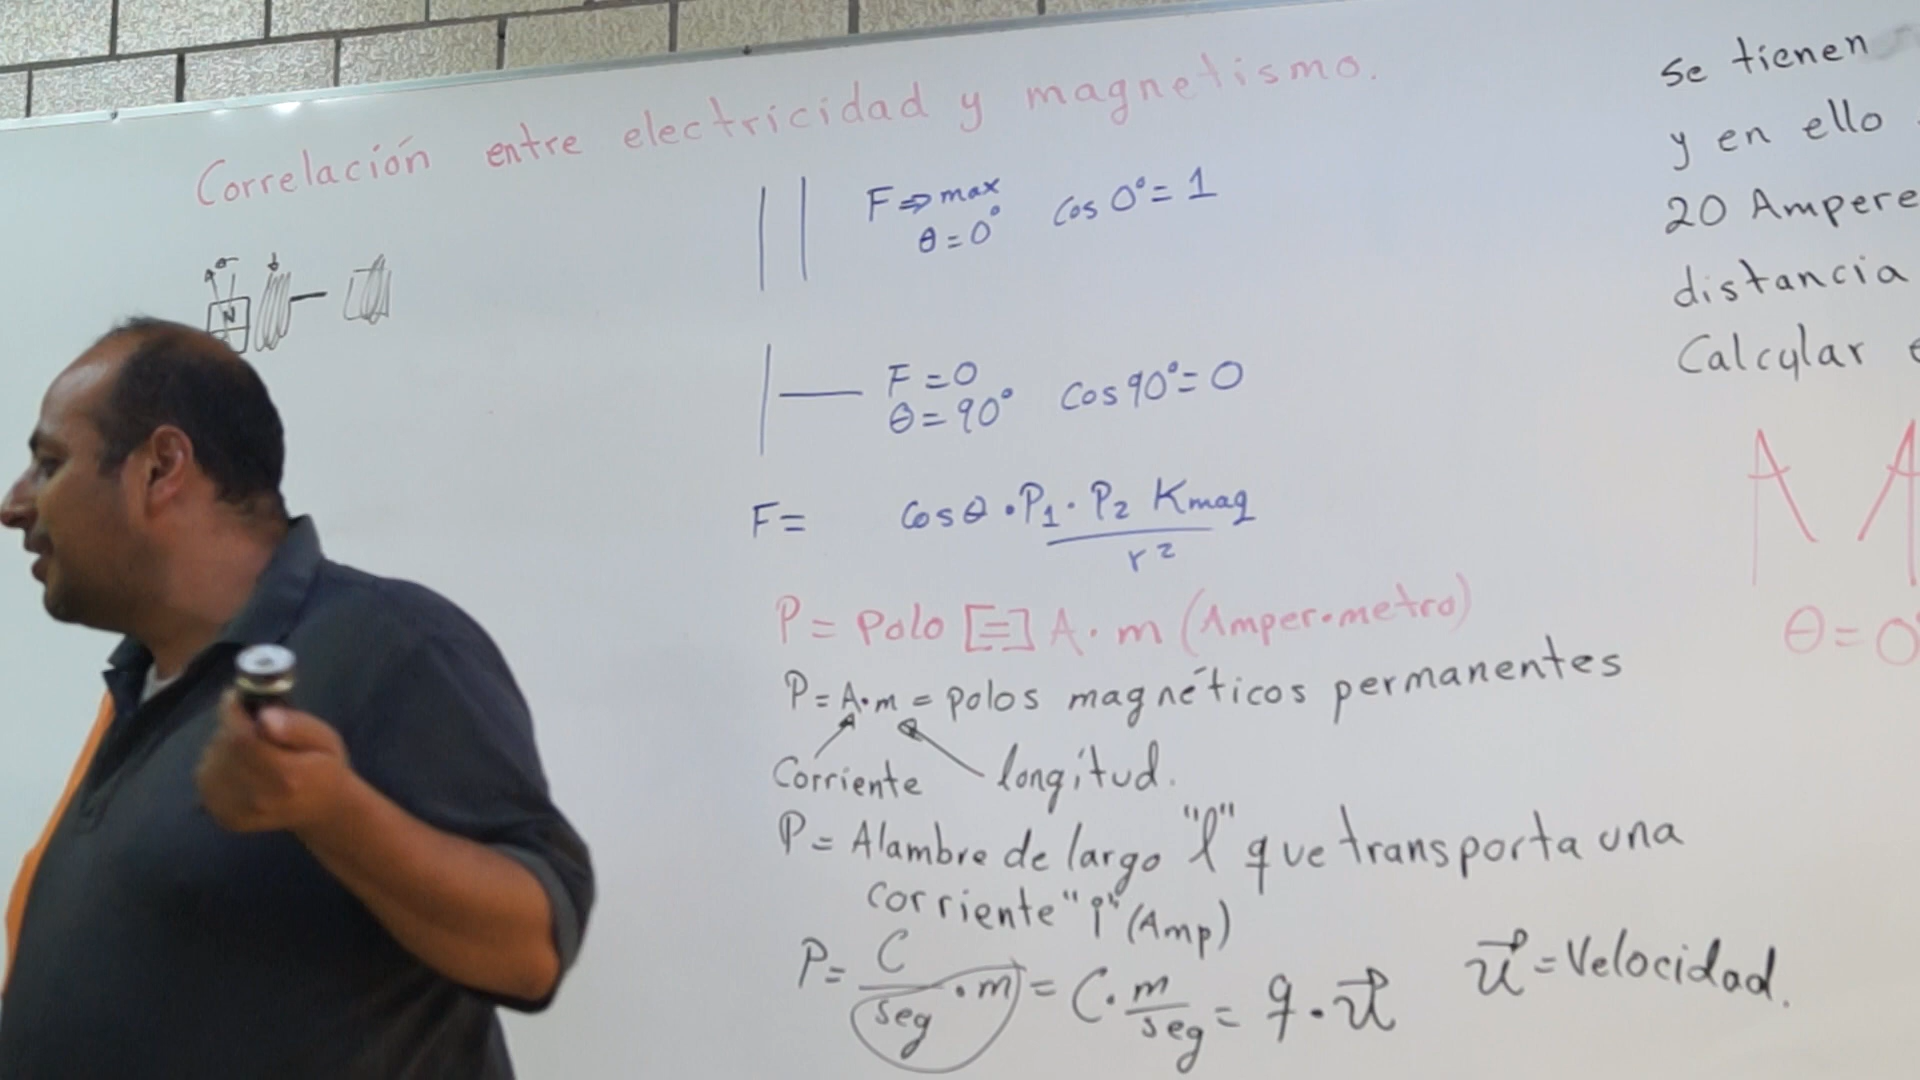 Correlación entre electricidad y magnetismo.
N
F ⇒ max
θ = 0° Cos 0° = 1
F = 0
θ = 90° Cos 90° = 0
F = Cosθ · P1 · P2 Kmag
r²
P = Polo [=] A · m (Amper·metro)
P = A·m = polos magnéticos permanentes
Corriente longitud.
P = Alambre de largo "l" que transporta una
corriente "i" (Amp)
P = C/seg · m = C · m/seg = q · u⃗ u⃗ = Velocidad.
se tienen
y en ello
20 Ampere
distancia
Calcular
θ = 0°